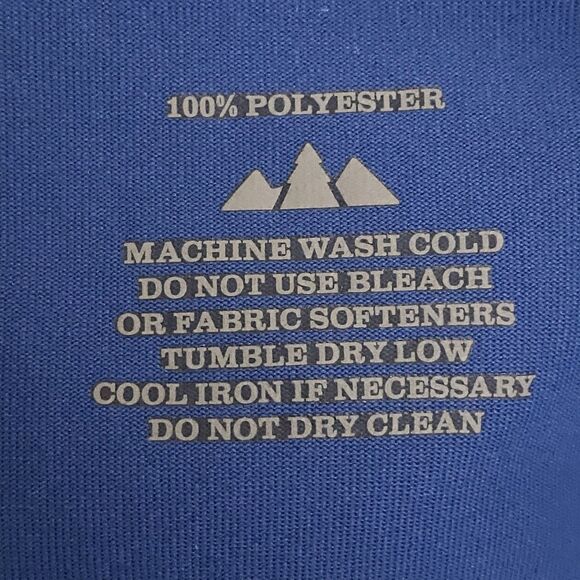 100% POLYESTER
MACHINE WASH COLD
DO NOT USE BLEACH
OR FABRIC SOFTENERS
TUMBLE DRY LOW
COOL IRON IF NECESSARY
DO NOT DRY CLEAN